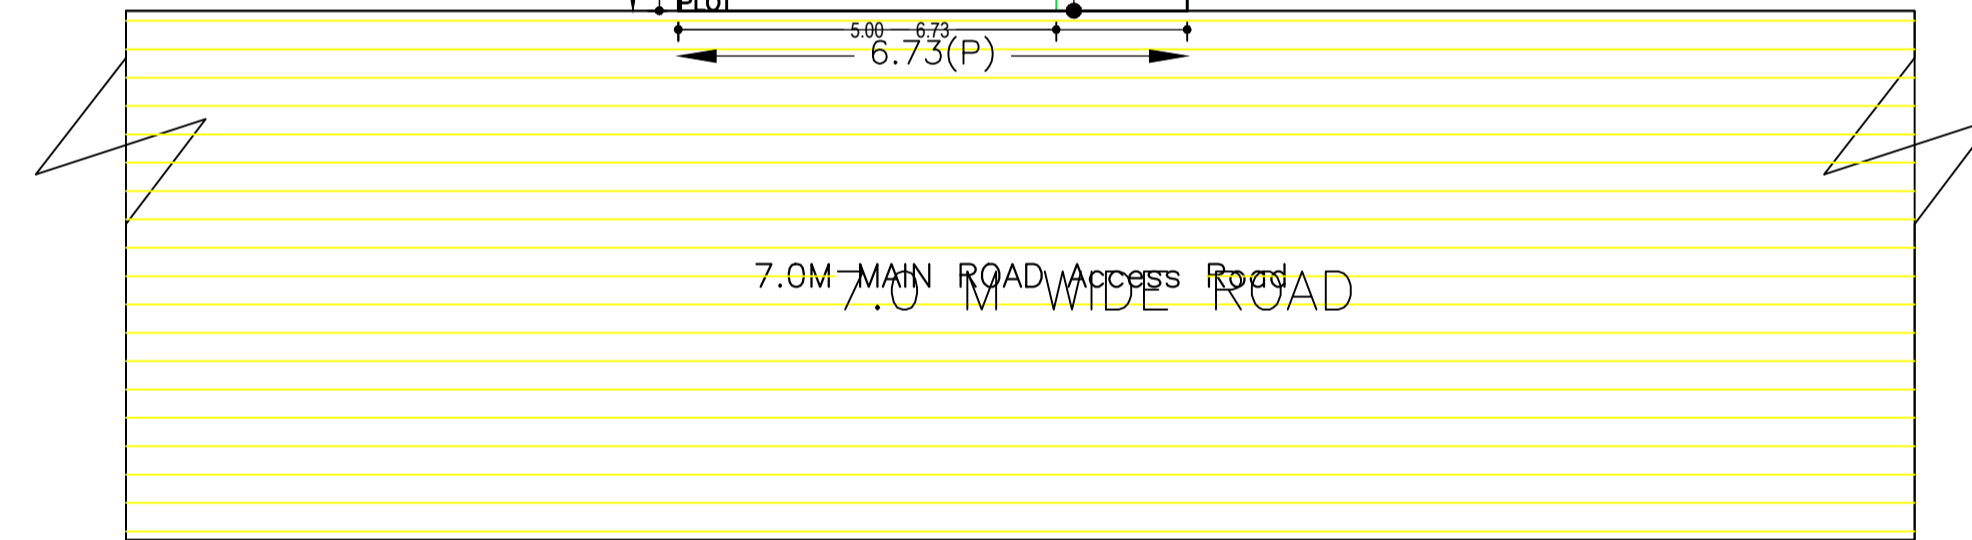 PLOT
5.00 6.73
6.73(P)
7.0M MAIN ROAD Access Road
7.0 M WIDE ROAD